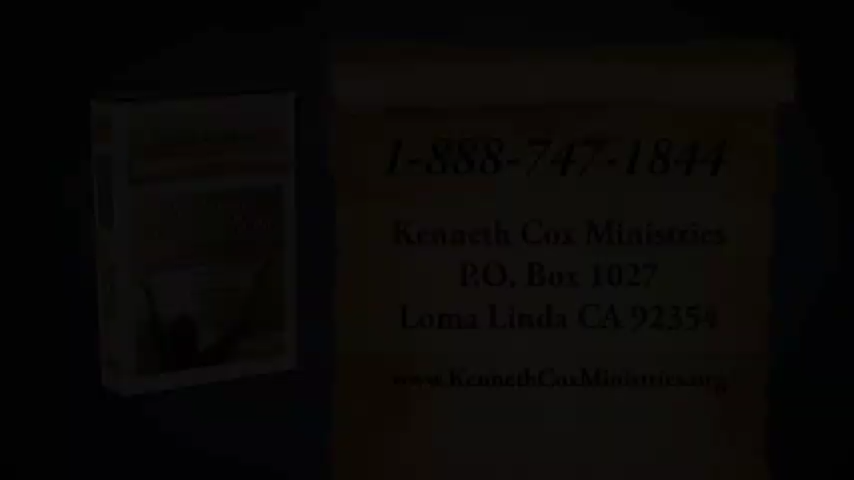 1-888-747-1844
Kenneth Cox Ministries
P.O. Box 1027
Loma Linda CA 92354
www.KennethCoxMinistries.org